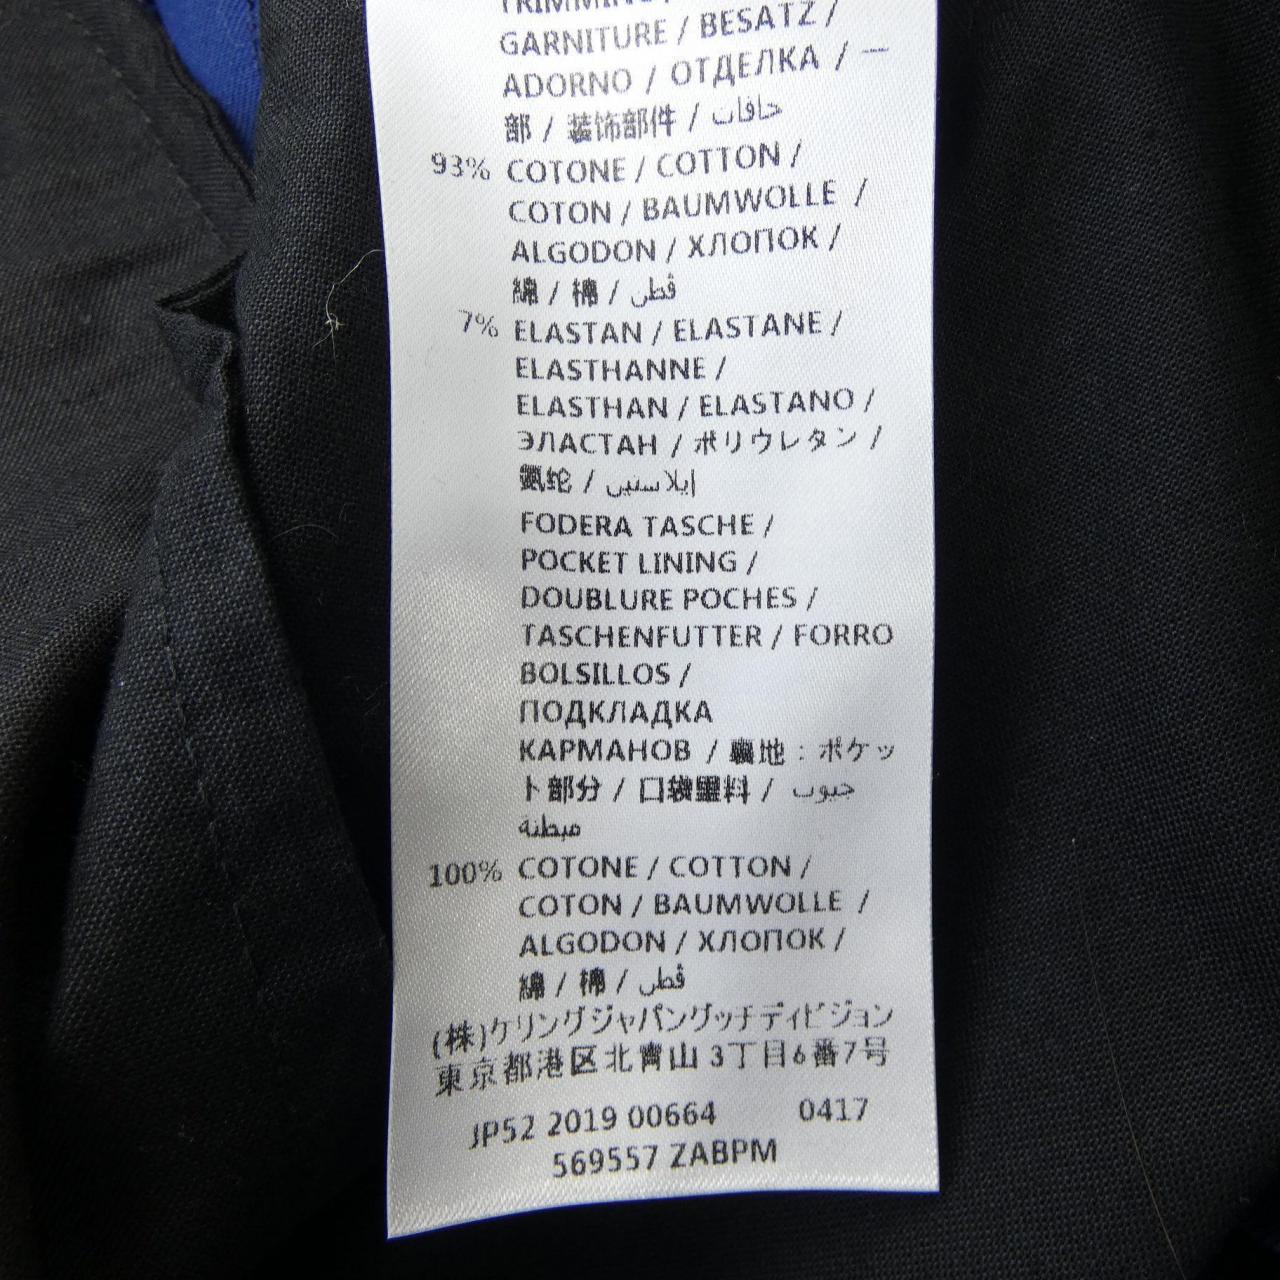 TRIMMING /
GARNITURE / BESATZ /
ADORNO / ОТДЕЛКА / 一
部 / 装饰部件 / حافات
93% COTONE / COTTON /
COTON / BAUMWOLLE /
ALGODON / ХЛОПОК /
綿 / 棉 / قطن
7% ELASTAN / ELASTANE /
ELASTHANNE /
ELASTHAN / ELASTANO /
ЭЛАСТАН / ポリウレタン /
氨纶 / إيلاستين
FODERA TASCHE /
POCKET LINING /
DOUBLURE POCHES /
TASCHENFUTTER / FORRO
BOLSILLOS /
ПОДКЛАДКА
КАРМАНОВ / 裏地：ポケッ
ト部分 / 口袋里料 / جيوب
مبطنة
100% COTONE / COTTON /
COTON / BAUMWOLLE /
ALGODON / ХЛОПОК /
綿 / 棉 / قطن
(株)ケリングジャパングッチディビジョン
東京都港区北青山 3丁目6番7号
JP52 2019 00664 0417
569557 ZABPM